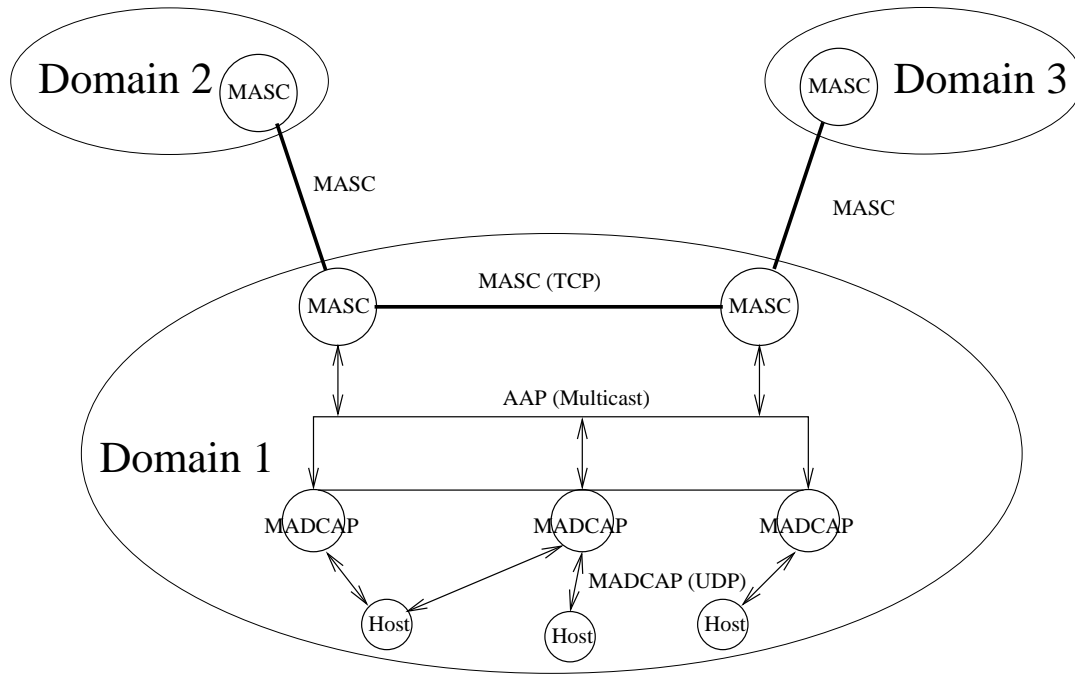 Domain 2
MASC
MASC
Domain 3
MASC
MASC
MASC (TCP)
MASC
MASC
AAP (Multicast)
Domain 1
MADCAP
MADCAP
MADCAP
MADCAP (UDP)
Host
Host
Host